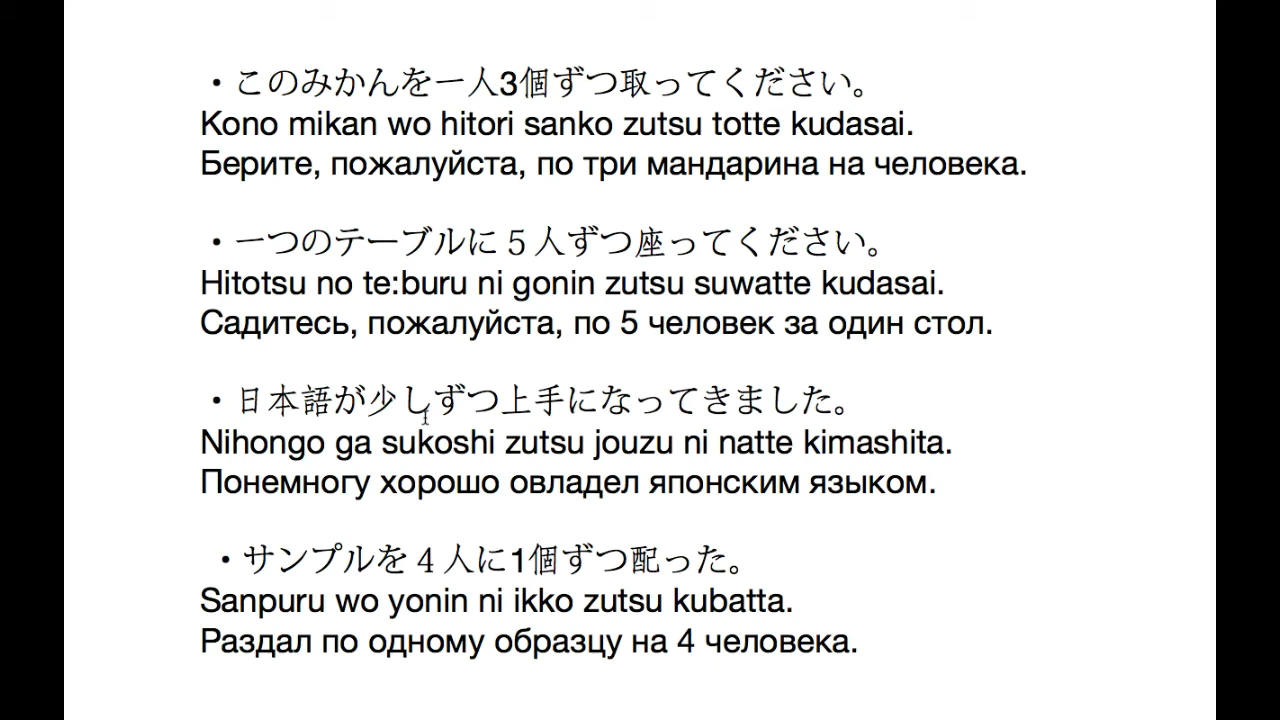 ・このみかんを一人3個ずつ取ってください。
Kono mikan wo hitori sanko zutsu totte kudasai.
Берите, пожалуйста, по три мандарина на человека.
・一つのテーブルに５人ずつ座ってください。
Hitotsu no te:buru ni gonin zutsu suwatte kudasai.
Садитесь, пожалуйста, по 5 человек за один стол.
・日本語が少しずつ上手になってきました。
Nihongo ga sukoshi zutsu jouzu ni natte kimashita.
Понемногу хорошо овладел японским языком.
・サンプルを４人に1個ずつ配った。
Sanpuru wo yonin ni ikko zutsu kubatta.
Раздал по одному образцу на 4 человека.